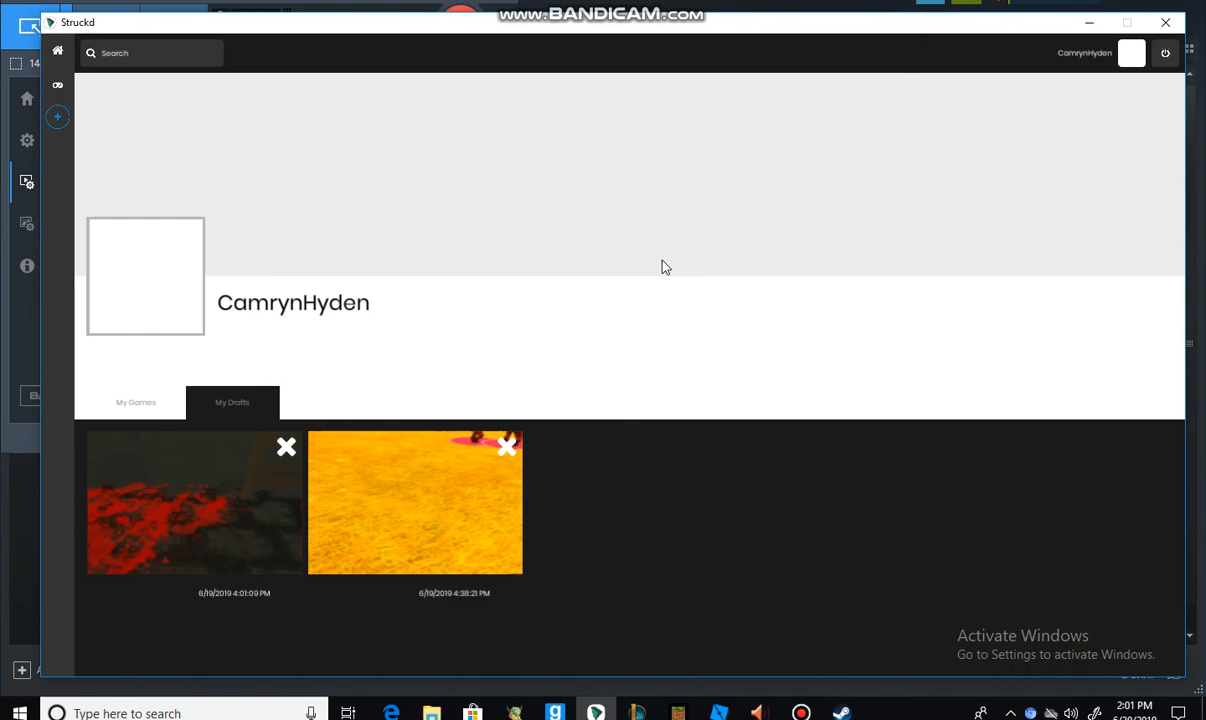 www.BANDICAM.com
Struckd
Search
CamrynHyden
14
CamrynHyden
My Games
My Drafts
6/19/2019 4:01:09 PM
6/19/2019 4:38:21 PM
Activate Windows
Go to Settings to activate Windows.
Type here to search
2:01 PM